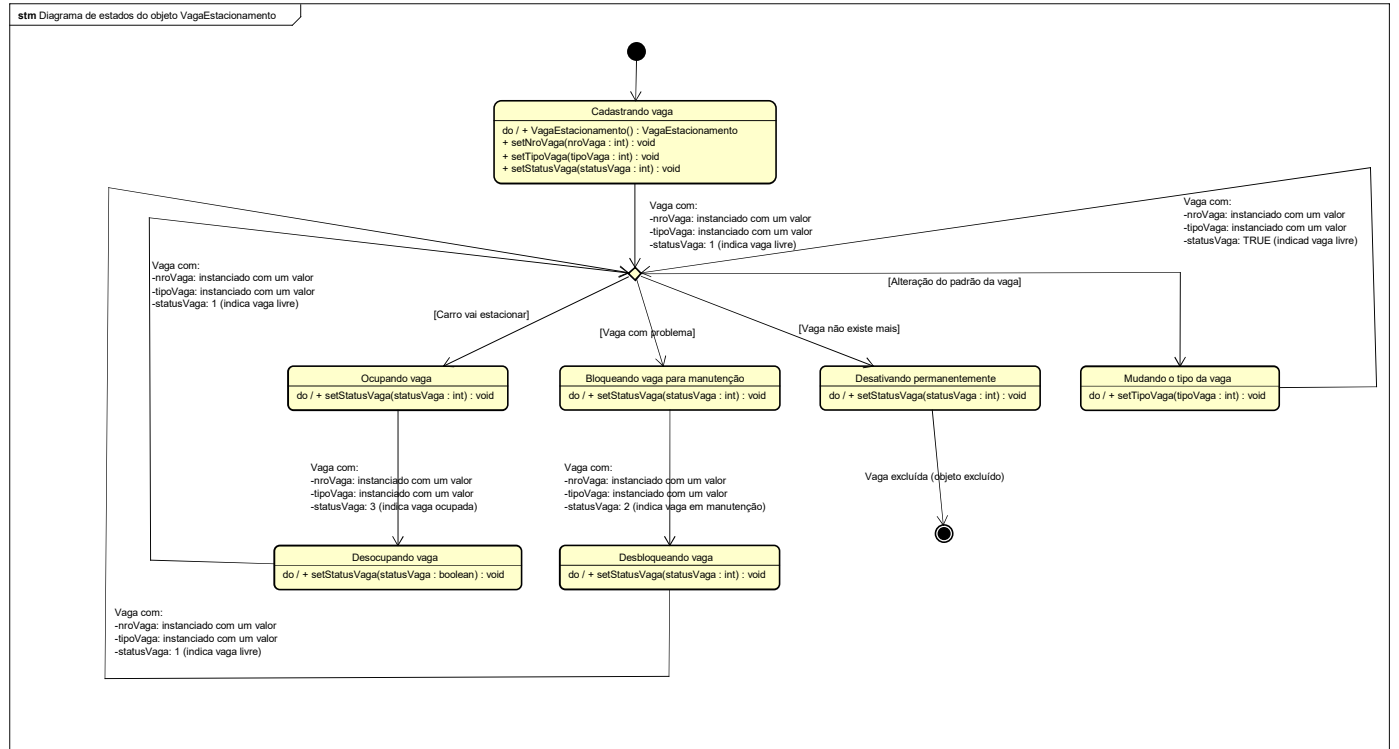 stm Diagrama de estados do objeto VagaEstacionamento
Cadastrando vaga
do / + VagaEstacionamento() : VagaEstacionamento
+ setNroVaga(nroVaga : int) : void
+ setTipoVaga(tipoVaga : int) : void
+ setStatusVaga(statusVaga : int) : void
Vaga com:
-nroVaga: instanciado com um valor
-tipoVaga: instanciado com um valor
-statusVaga: 1 (indica vaga livre)
Vaga com:
-nroVaga: instanciado com um valor
-tipoVaga: instanciado com um valor
-statusVaga: TRUE (indicad vaga livre)
Vaga com:
-nroVaga: instanciado com um valor
-tipoVaga: instanciado com um valor
-statusVaga: 1 (indica vaga livre)
[Alteração do padrão da vaga]
[Carro vai estacionar]
[Vaga com problema]
[Vaga não existe mais]
Ocupando vaga
do / + setStatusVaga(statusVaga : int) : void
Bloqueando vaga para manutenção
do / + setStatusVaga(statusVaga : int) : void
Desativando permanentemente
do / + setStatusVaga(statusVaga : int) : void
Mudando o tipo da vaga
do / + setTipoVaga(tipoVaga : int) : void
Vaga com:
-nroVaga: instanciado com um valor
-tipoVaga: instanciado com um valor
-statusVaga: 3 (indica vaga ocupada)
Vaga com:
-nroVaga: instanciado com um valor
-tipoVaga: instanciado com um valor
-statusVaga: 2 (indica vaga em manutenção)
Vaga excluída (objeto excluído)
Desocupando vaga
do / + setStatusVaga(statusVaga : boolean) : void
Desbloqueando vaga
do / + setStatusVaga(statusVaga : int) : void
Vaga com:
-nroVaga: instanciado com um valor
-tipoVaga: instanciado com um valor
-statusVaga: 1 (indica vaga livre)